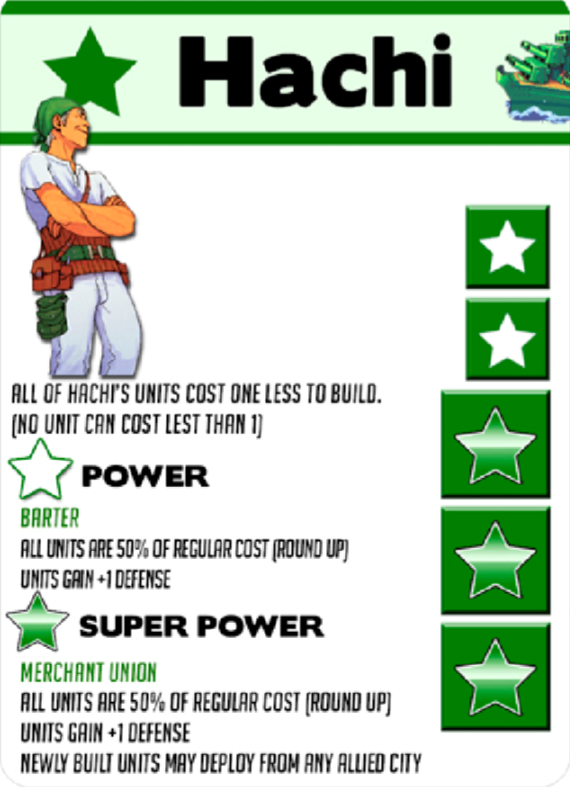 Hachi
ALL OF HACHI'S UNITS COST ONE LESS TO BUILD.
(NO UNIT CAN COST LEST THAN 1)
POWER
BARTER
ALL UNITS ARE 50% OF REGULAR COST (ROUND UP)
UNITS GAIN +1 DEFENSE
SUPER POWER
MERCHANT UNION
ALL UNITS ARE 50% OF REGULAR COST (ROUND UP)
UNITS GAIN +1 DEFENSE
NEWLY BUILT UNITS MAY DEPLOY FROM ANY ALLIED CITY